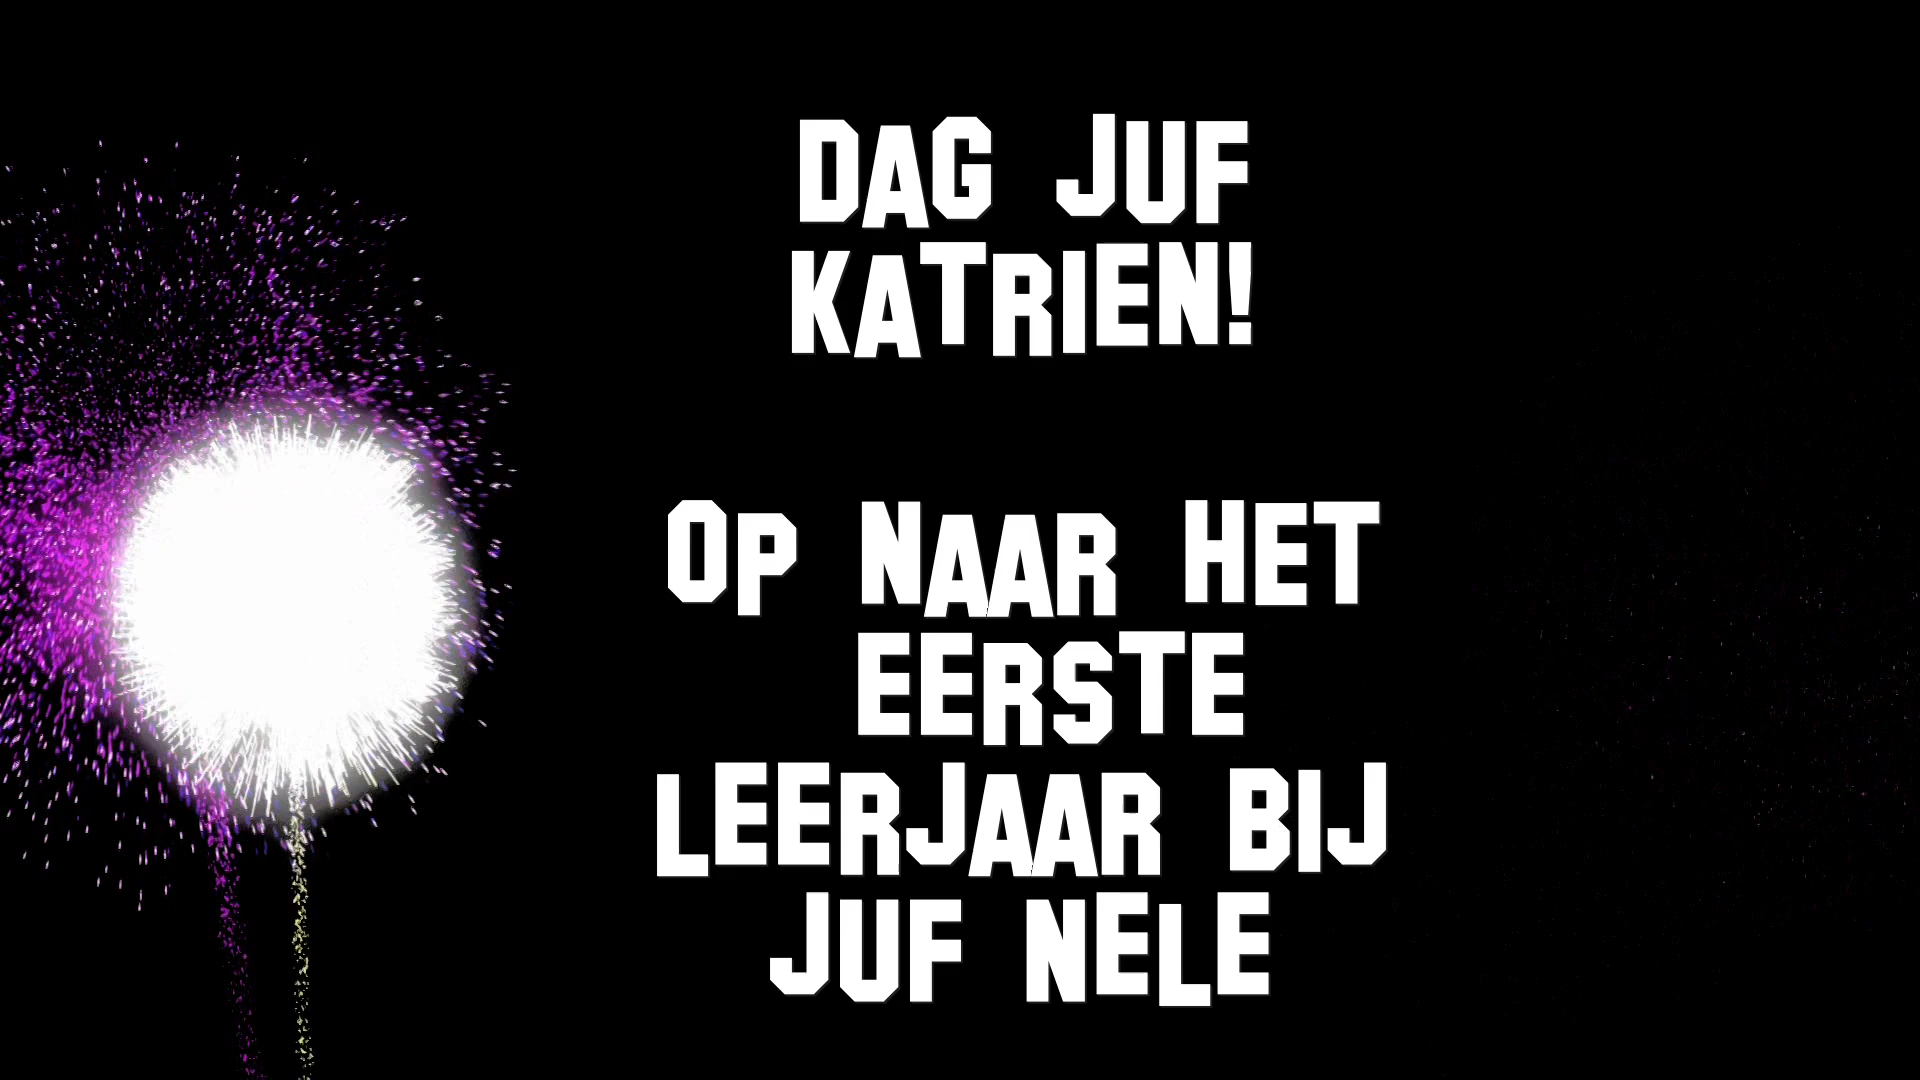 DAG JUF
KATRIEN!
OP NAAR HET
EERSTE
LEERJAAR BIJ
JUF NELE